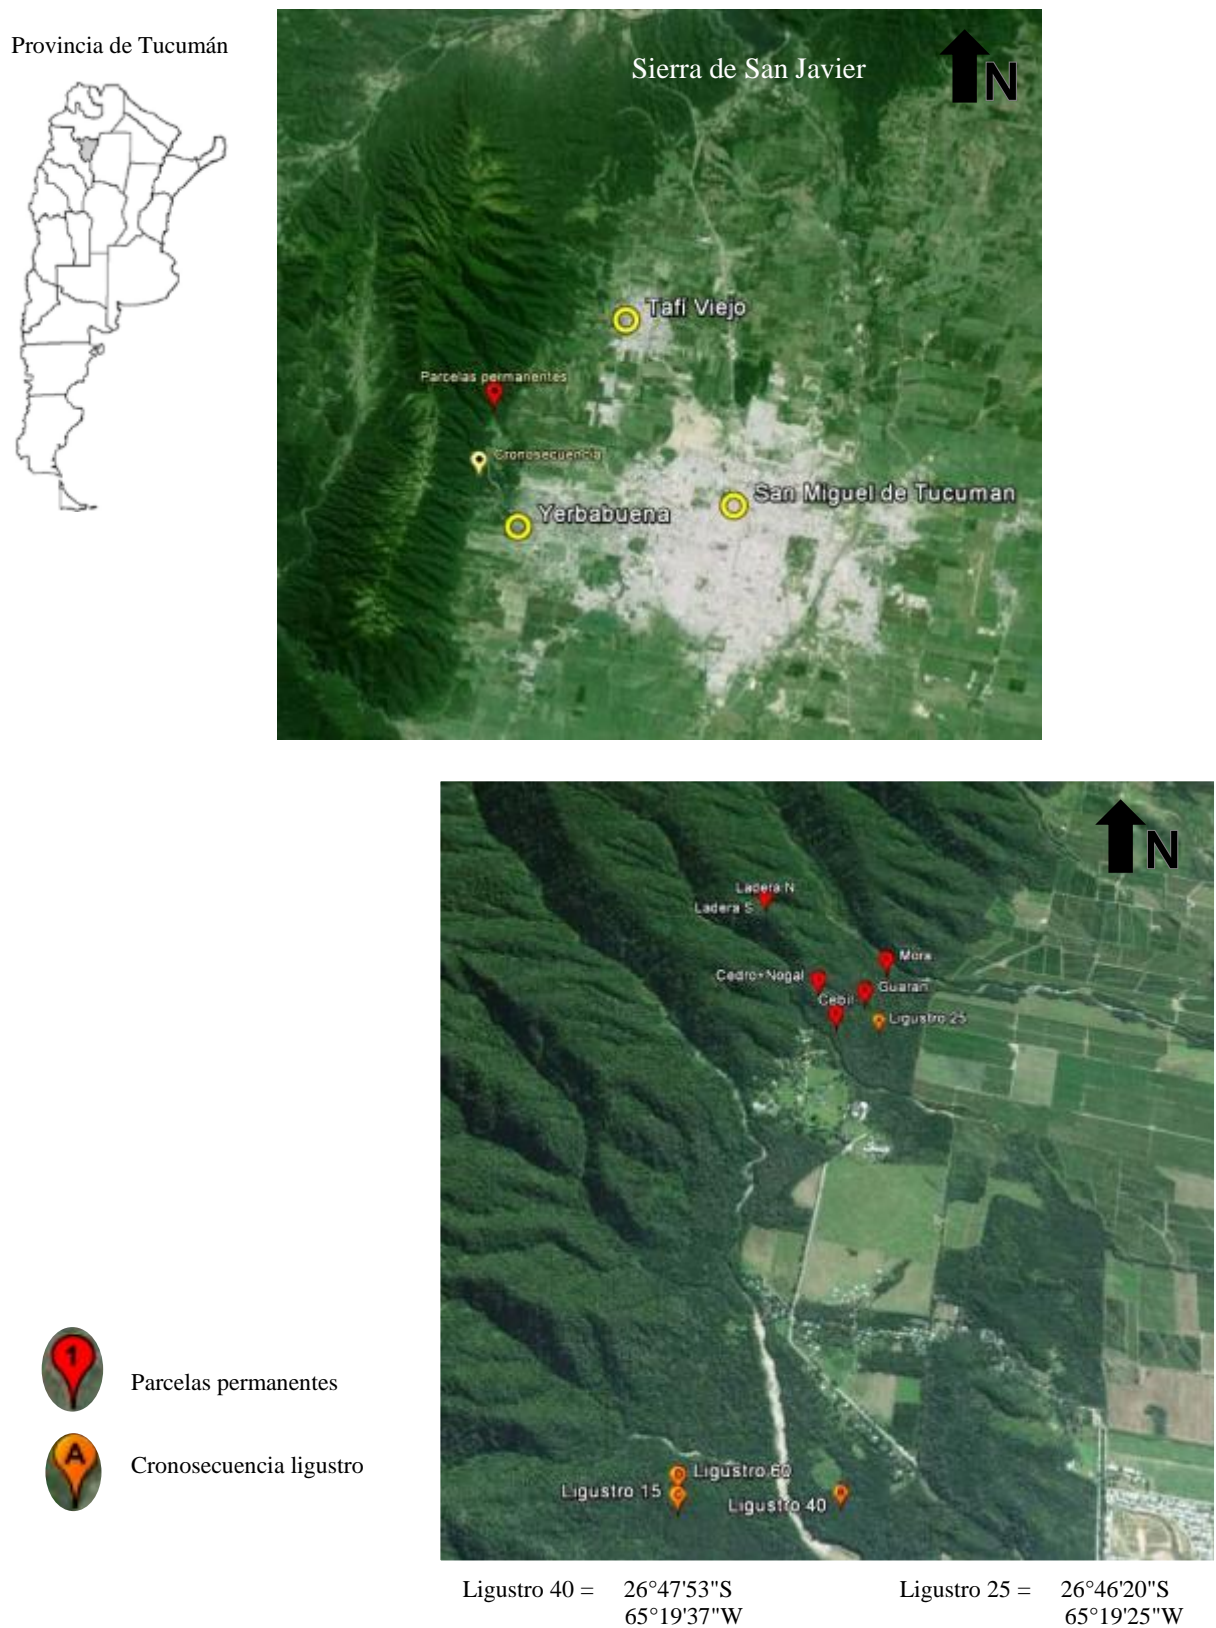 Provincia de Tucumán
Sierra de San Javier
N
Tafí Viejo
Parcelas permanentes
Cronosecuencia
San Miguel de Tucuman
Yerbabuena
N
Ladera N
Ladera S
Mora
Cedro+Nogal
Guaran
Cebil
Ligustro 25
1
Parcelas permanentes
A
Cronosecuencia ligustro
D Ligustro 60
Ligustro 15 C
Ligustro 40
Ligustro 40 = 26°47'53"S
65°19'37"W
Ligustro 25 = 26°46'20"S
65°19'25"W